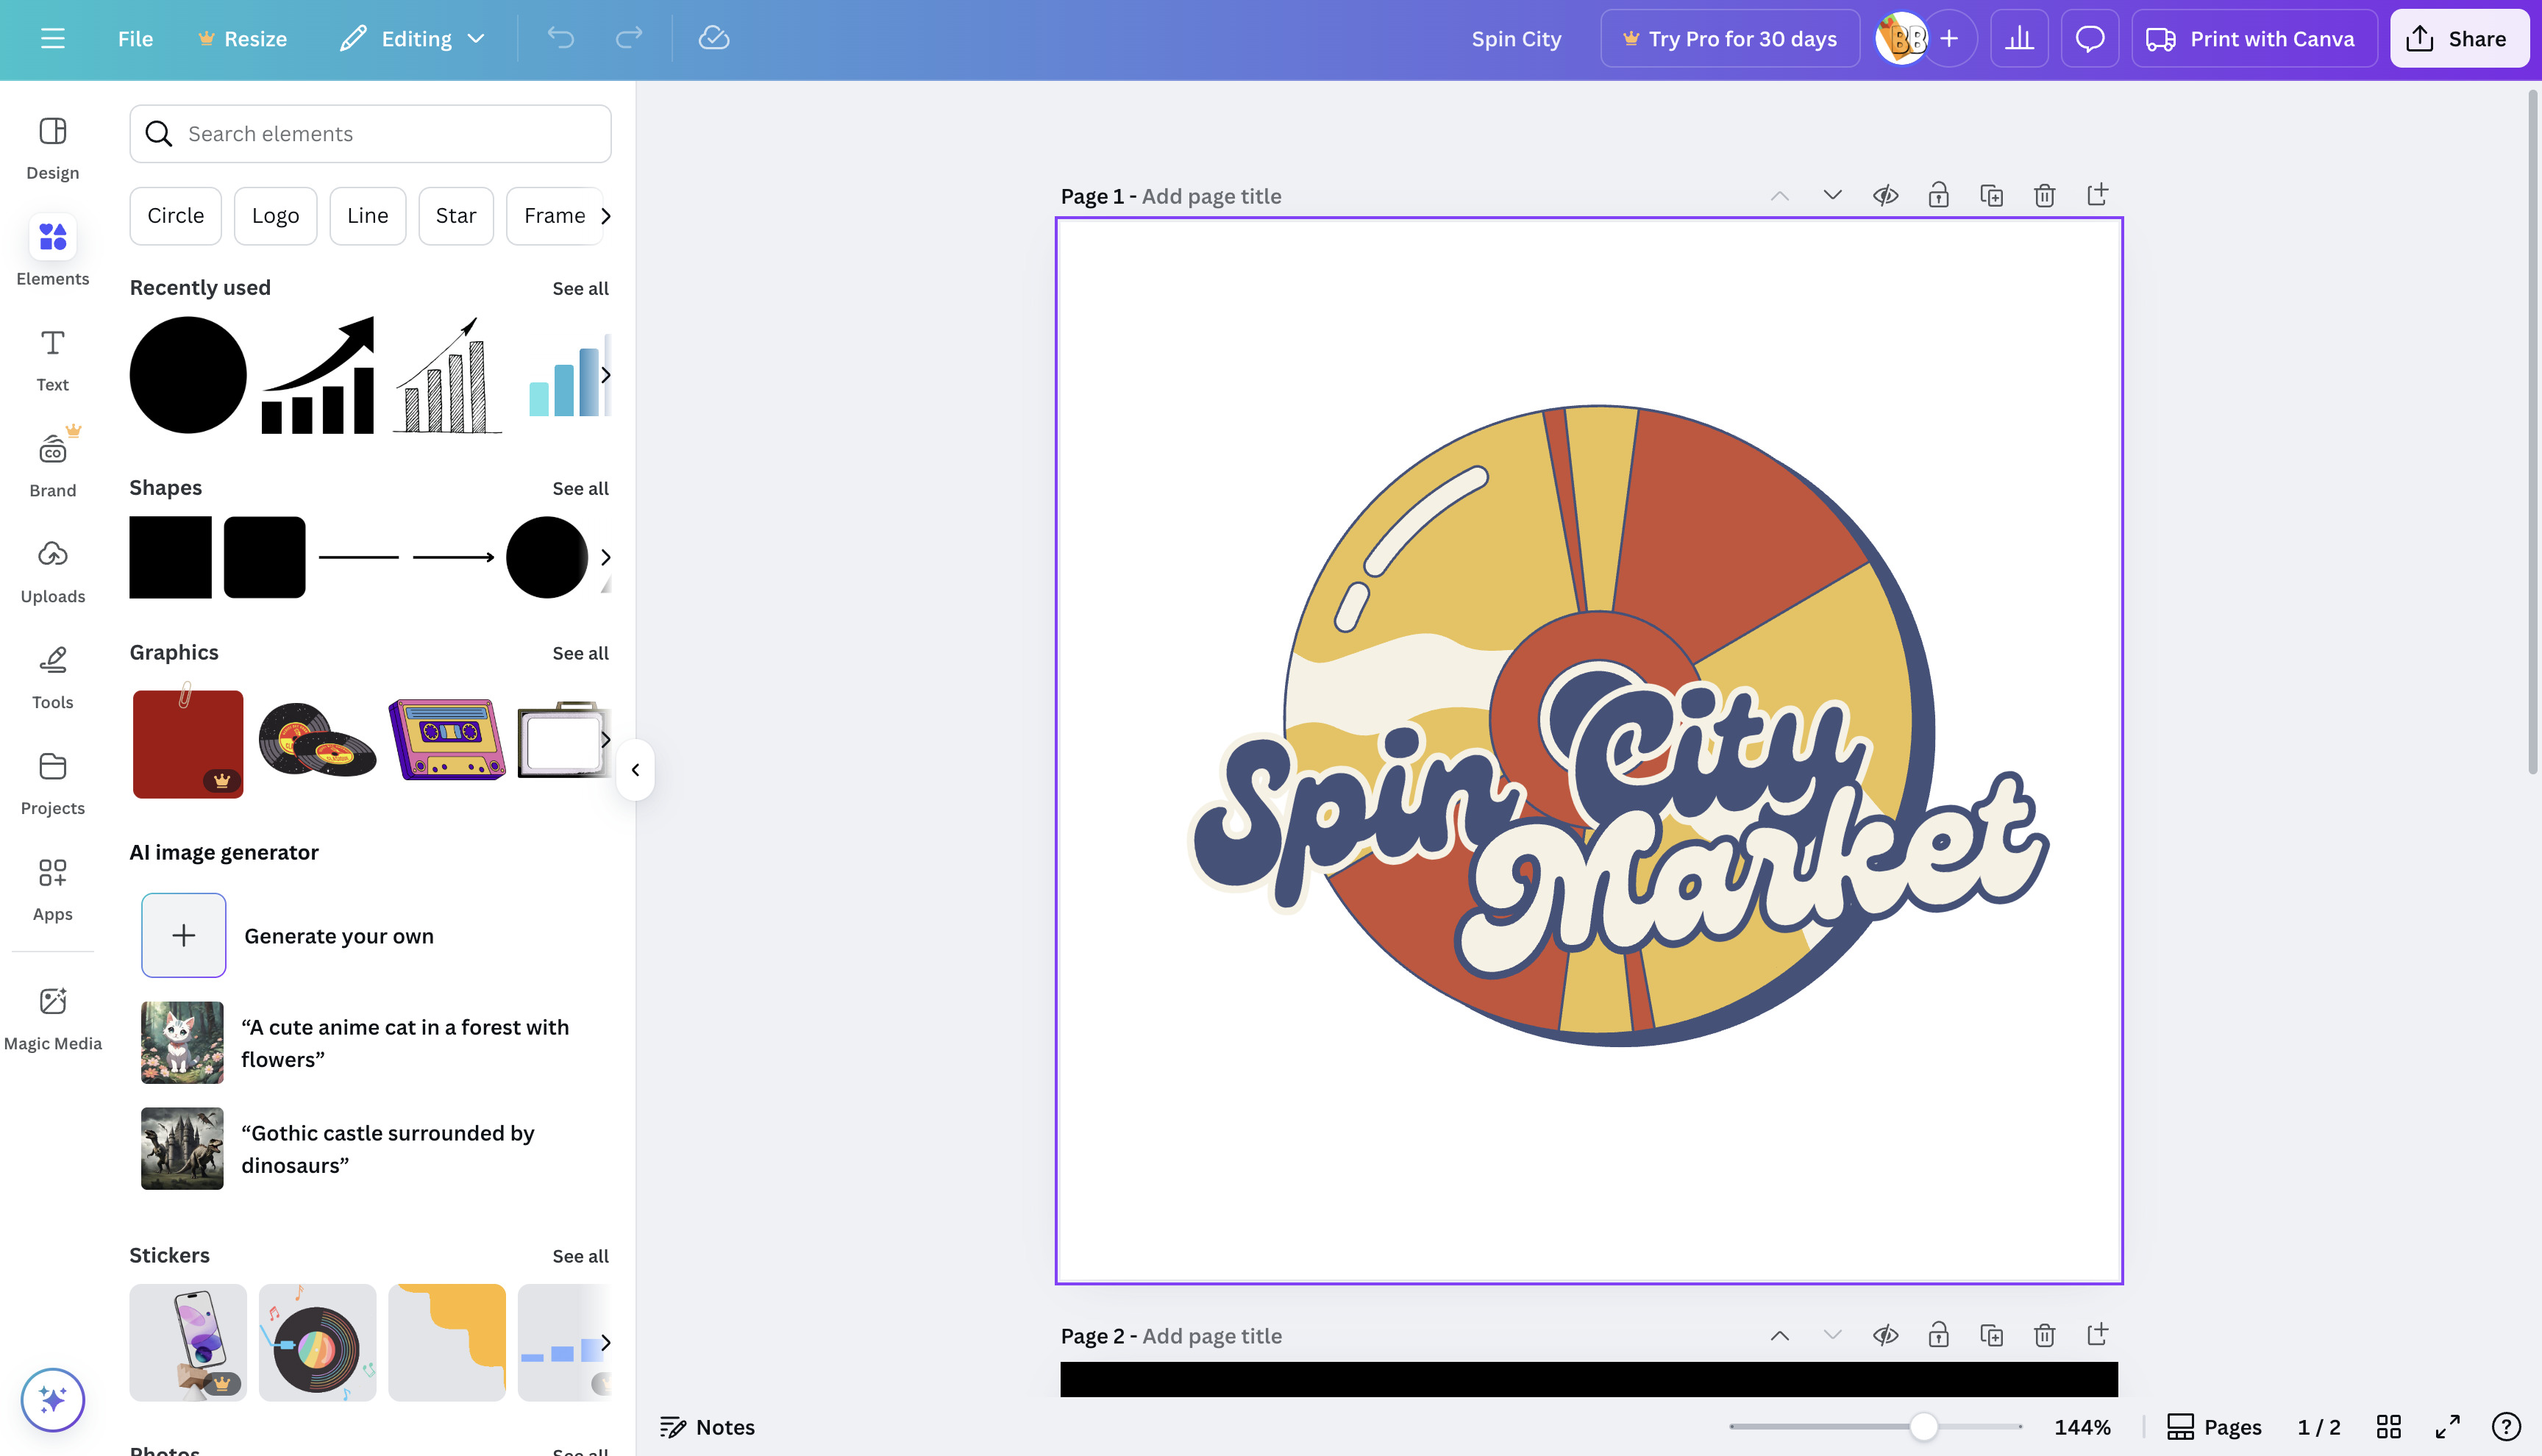 File
Resize
Editing
Spin City
Try Pro for 30 days
BB
Print with Canva
Share
Design
Elements
Text
CO
Brand
Uploads
Tools
Projects
Apps
Magic Media
Search elements
Circle
Logo
Line
Star
Frame
Recently used
See all
Shapes
See all
Graphics
See all
AI image generator
Generate your own
“A cute anime cat in a forest with
flowers”
“Gothic castle surrounded by
dinosaurs”
Stickers
See all
Photos
See all
Page 1 - Add page title
Spin City
Market
Page 2 - Add page title
Notes
144%
Pages
1 / 2